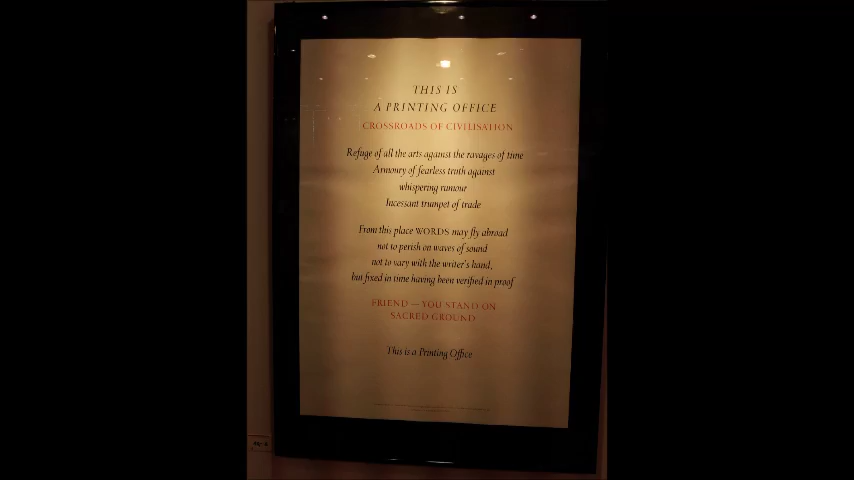 THIS IS
A PRINTING OFFICE
CROSSROADS OF CIVILISATION
Refuge of all the arts against the ravages of time
Armoury of fearless truth against
whispering rumour
Incessant trumpet of trade
From this place WORDS may fly abroad
not to perish on waves of sound
not to vary with the writer's hand,
but fixed in time having been verified in proof
FRIEND — YOU STAND ON
SACRED GROUND
This is a Printing Office